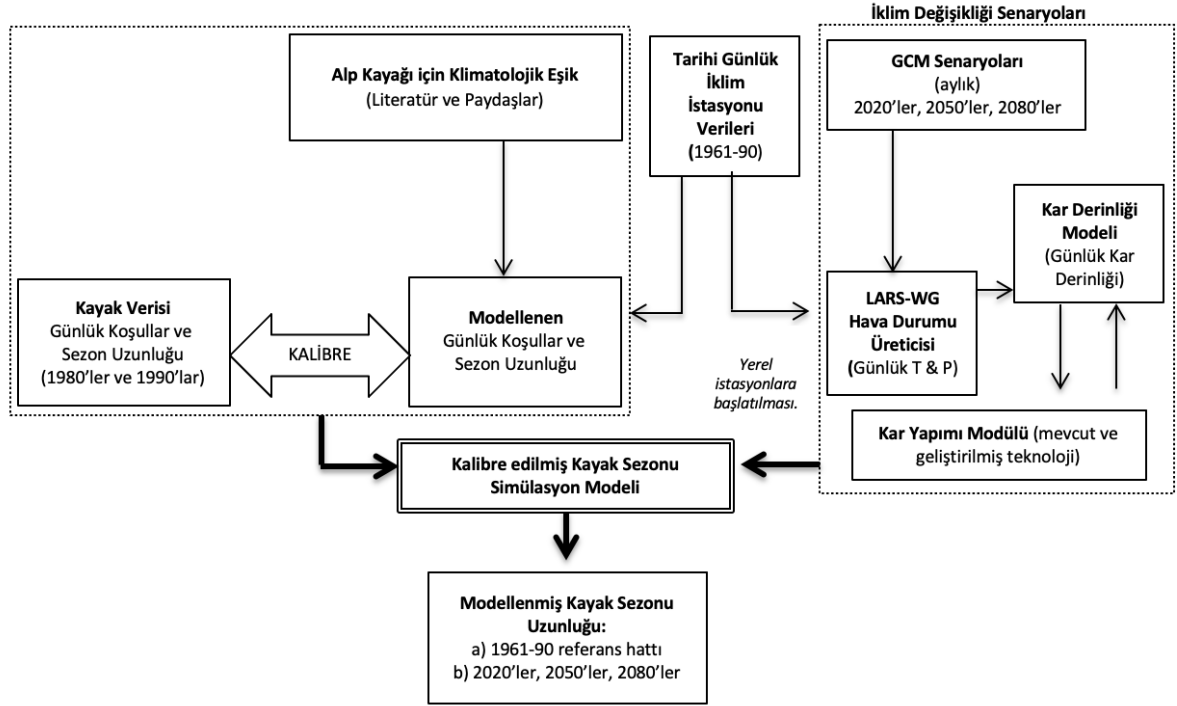 İklim Değişikliği Senaryoları
Alp Kayağı için Klimatolojik Eşik
(Literatür ve Paydaşlar)
Tarihi Günlük
İklim
İstasyonu
Verileri
(1961-90)
GCM Senaryoları
(aylık)
2020’ler, 2050’ler, 2080’ler
Kar Derinliği
Modeli
(Günlük Kar
Derinliği)
Kayak Verisi
Günlük Koşullar ve
Sezon Uzunluğu
(1980’ler ve 1990’lar)
KALİBRE
Modellenen
Günlük Koşullar ve
Sezon Uzunluğu
LARS-WG
Hava Durumu
Üreticisi
(Günlük T & P)
Yerel
istasyonlara
başlatılması.
Kar Yapımı Modülü (mevcut ve
geliştirilmiş teknoloji)
Kalibre edilmiş Kayak Sezonu
Simülasyon Modeli
Modellenmiş Kayak Sezonu
Uzunluğu:
a) 1961-90 referans hattı
b) 2020’ler, 2050’ler, 2080’ler